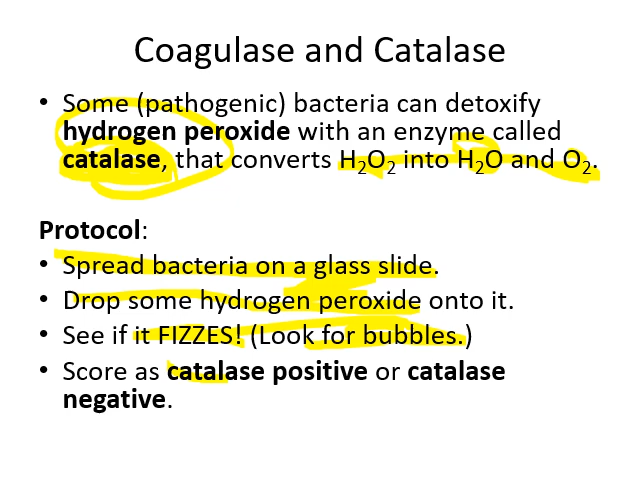 Coagulase and Catalase
• Some (pathogenic) bacteria can detoxify
hydrogen peroxide with an enzyme called
catalase, that converts H₂O₂ into H₂O and O₂.
Protocol:
• Spread bacteria on a glass slide.
• Drop some hydrogen peroxide onto it.
• See if it FIZZES! (Look for bubbles.)
• Score as catalase positive or catalase
negative.